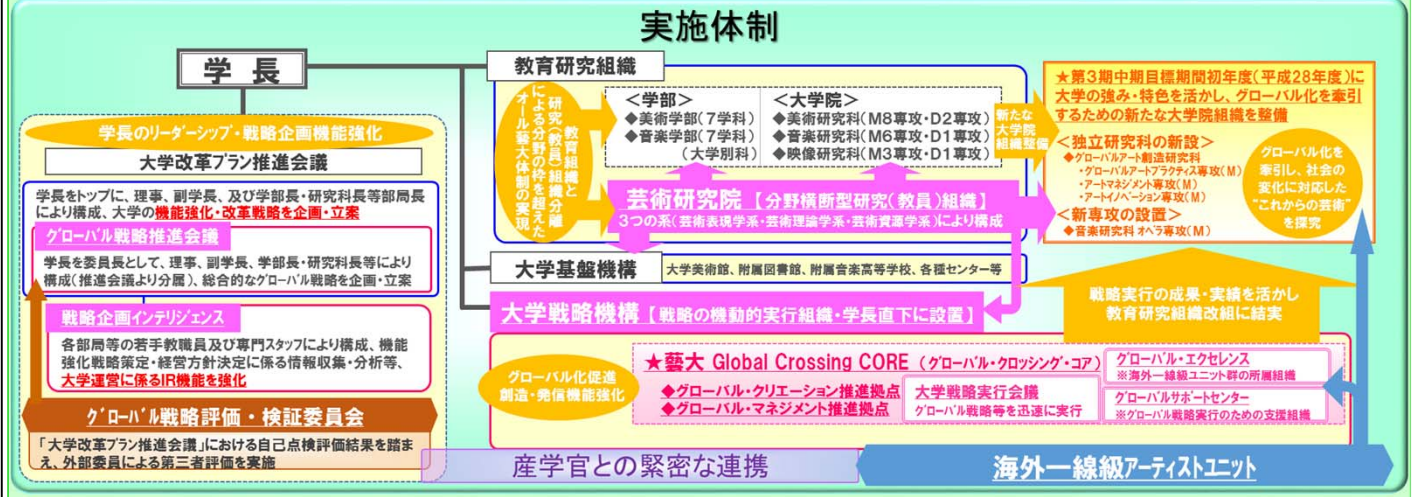 実施体制
学長
学長のリーダーシップ・戦略企画機能強化
大学改革プラン推進会議
学長をトップに、理事、副学長、及び学部長・研究科長等部局長
により構成、大学の機能強化・改革戦略を企画・立案
グローバル戦略推進会議
学長を委員長として、理事、副学長、学部長・研究科長等により
構成(推進会議より分属)、総合的なグローバル戦略を企画・立案
戦略企画インテリジェンス
各部局等の若手教職員及び専門スタッフにより構成、機能
強化戦略策定・経営方針決定に係る情報収集・分析等、
大学運営に係るIR機能を強化
グローバル戦略評価・検証委員会
「大学改革プラン推進会議」における自己点検評価結果を踏ま
え、外部委員による第三者評価を実施
教育研究組織
教育組織と
研究(教員)組織分離
による分野の枠を超えた
オール藝大体制の実現
<学部>
◆美術学部(7学科)
◆音楽学部(7学科)
(大学別科)
<大学院>
◆美術研究科(M8専攻・D2専攻)
◆音楽研究科(M6専攻・D1専攻)
◆映像研究科(M3専攻・D1専攻)
新たな
大学院
組織整備
芸術研究院【分野横断型研究(教員)組織】
3つの系(芸術表現学系・芸術理論学系・芸術資源学系)により構成
大学基盤機構
大学美術館、附属図書館、附属音楽高等学校、各種センター等
大学戦略機構【戦略の機動的実行組織・学長直下に設置】
グローバル化促進
創造・発信機能強化
★藝大 Global Crossing CORE (グローバル・クロッシング・コア)
◆グローバル・クリエーション推進拠点
◆グローバル・マネジメント推進拠点
大学戦略実行会議
グローバル戦略等を迅速に実行
グローバル・エクセレンス
※海外一線級ユニット群の所属組織
グローバルサポートセンター
※グローバル戦略実行のための支援組織
★第3期中期目標期間初年度(平成28年度)に
大学の強み・特色を活かし、グローバル化を牽引
するための新たな大学院組織を整備
<独立研究科の新設>
◆グローバルアート創造研究科
・グローバルアートプラクティス専攻(M)
・アートマネジメント専攻(M)
・アートイノベーション専攻(M)
<新専攻の設置>
◆音楽研究科 オペラ専攻(M)
グローバル化を
牽引し、社会の
変化に対応した
“これからの芸術”
を探究
戦略実行の成果・実績を活かし
教育研究組織改組に結実
産学官との緊密な連携
海外一線級アーティストユニット